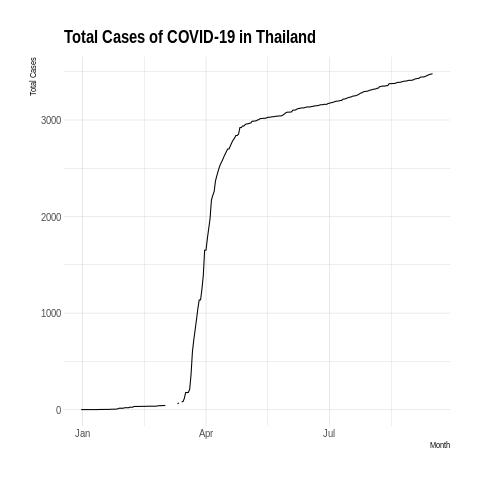 Total Cases of COVID-19 in Thailand
Total Cases
3000
2000
1000
0
Jan
Apr
Jul
Month